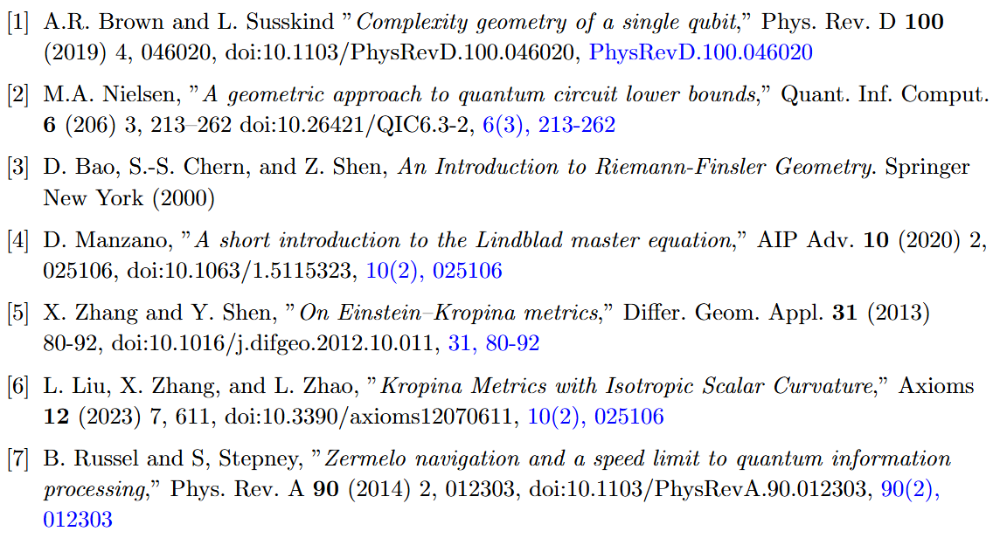 [1] A.R. Brown and L. Susskind ”Complexity geometry of a single qubit,” Phys. Rev. D 100
(2019) 4, 046020, doi:10.1103/PhysRevD.100.046020, PhysRevD.100.046020
[2] M.A. Nielsen, ”A geometric approach to quantum circuit lower bounds,” Quant. Inf. Comput.
6 (206) 3, 213–262 doi:10.26421/QIC6.3-2, 6(3), 213-262
[3] D. Bao, S.-S. Chern, and Z. Shen, An Introduction to Riemann-Finsler Geometry. Springer
New York (2000)
[4] D. Manzano, ”A short introduction to the Lindblad master equation,” AIP Adv. 10 (2020) 2,
025106, doi:10.1063/1.5115323, 10(2), 025106
[5] X. Zhang and Y. Shen, ”On Einstein–Kropina metrics,” Differ. Geom. Appl. 31 (2013)
80-92, doi:10.1016/j.difgeo.2012.10.011, 31, 80-92
[6] L. Liu, X. Zhang, and L. Zhao, ”Kropina Metrics with Isotropic Scalar Curvature,” Axioms
12 (2023) 7, 611, doi:10.3390/axioms12070611, 10(2), 025106
[7] B. Russel and S, Stepney, ”Zermelo navigation and a speed limit to quantum information
processing,” Phys. Rev. A 90 (2014) 2, 012303, doi:10.1103/PhysRevA.90.012303, 90(2),
012303